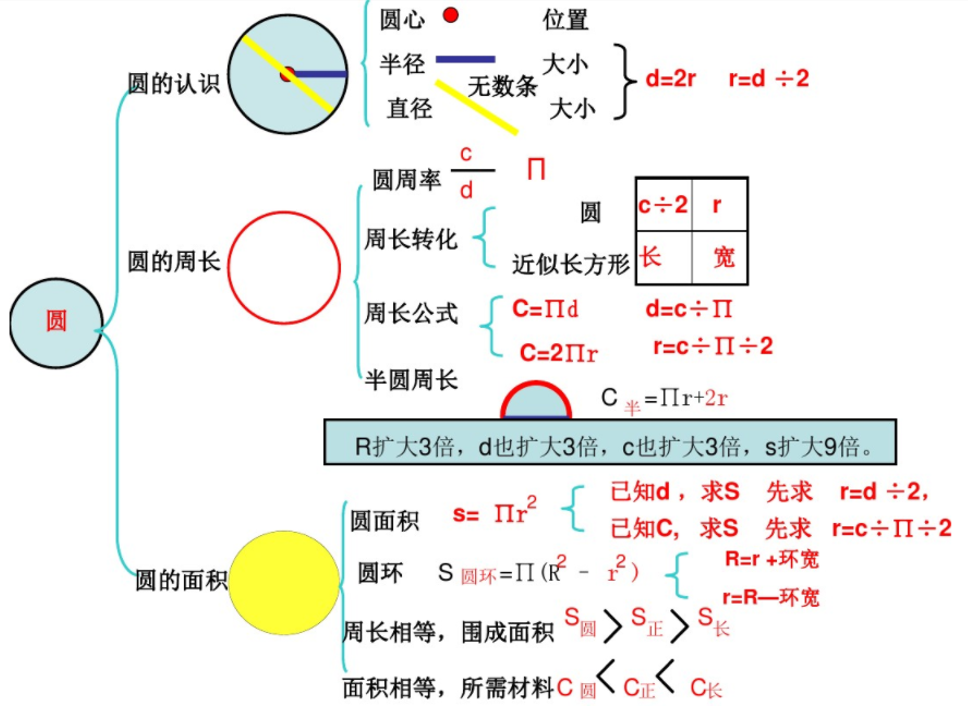 圆
圆的认识
圆心 位置
半径 无数条 大小
直径 大小
d=2r r=d ÷2
圆的周长
圆周率 c/d ∏
周长转化
圆 c÷2 r
近似长方形 长 宽
周长公式
C=∏d d=c÷∏
C=2∏r r=c÷∏÷2
半圆周长 C半=∏r+2r
R扩大3倍，d也扩大3倍，c也扩大3倍，s扩大9倍。
圆的面积
圆面积 s= ∏r²
已知d ，求S 先求 r=d ÷2，
已知C, 求S 先求 r=c÷∏÷2
圆环 S圆环=∏(R² - r²)
R=r +环宽
r=R—环宽
周长相等，围成面积 S圆 > S正 > S长
面积相等，所需材料 C圆 < C正 < C长